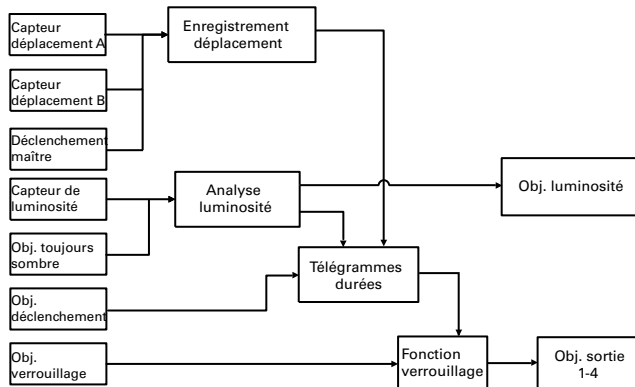 Capteur
déplacement A
Enregistrement
déplacement
Capteur
déplacement B
Déclenchement
maître
Capteur de
luminosité
Analyse
luminosité
Obj. luminosité
Obj. toujours
sombre
Télégrammes
durées
Obj.
déclenchement
Obj.
verrouillage
Fonction
verrouillage
Obj. sortie
1-4